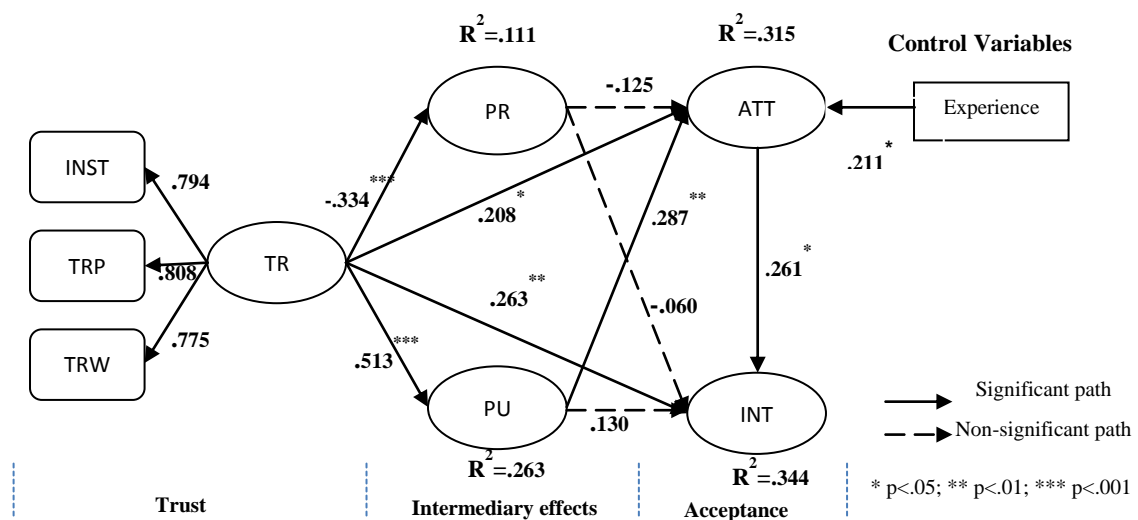 R²=.111
R²=.315
Control Variables
PR
-.125
ATT
Experience
INST
.794
-.334***
.208*
.287**
.211*
TRP
.808
TR
.263**
-.060
.261*
TRW
.775
.513***
PU
.130
INT
Significant path
Non-significant path
R²=.263
R²=.344
* p<.05; ** p<.01; *** p<.001
Trust
Intermediary effects
Acceptance